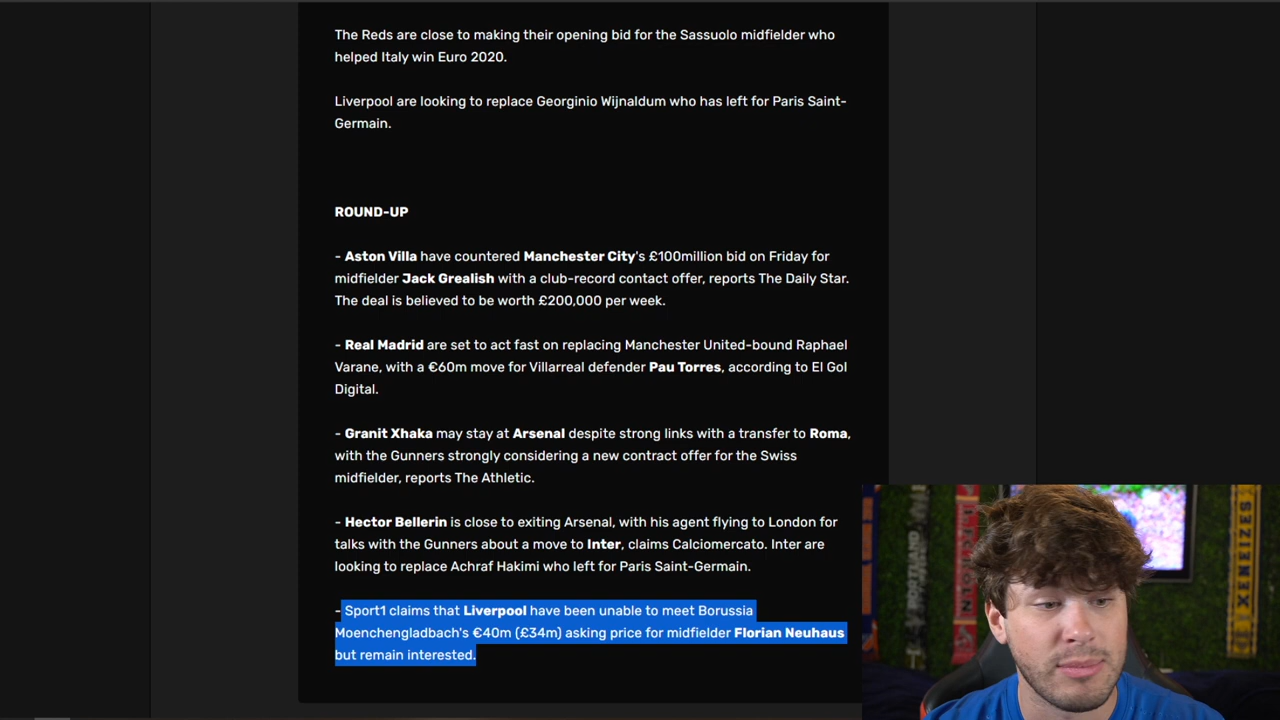 The Reds are close to making their opening bid for the Sassuolo midfielder who
helped Italy win Euro 2020.
Liverpool are looking to replace Georginio Wijnaldum who has left for Paris Saint-
Germain.
ROUND-UP
- Aston Villa have countered Manchester City's £100million bid on Friday for
midfielder Jack Grealish with a club-record contact offer, reports The Daily Star.
The deal is believed to be worth £200,000 per week.
- Real Madrid are set to act fast on replacing Manchester United-bound Raphael
Varane, with a €60m move for Villarreal defender Pau Torres, according to El Gol
Digital.
- Granit Xhaka may stay at Arsenal despite strong links with a transfer to Roma,
with the Gunners strongly considering a new contract offer for the Swiss
midfielder, reports The Athletic.
- Hector Bellerin is close to exiting Arsenal, with his agent flying to London for
talks with the Gunners about a move to Inter, claims Calciomercato. Inter are
looking to replace Achraf Hakimi who left for Paris Saint-Germain.
- Sport1 claims that Liverpool have been unable to meet Borussia
Moenchengladbach's €40m (£34m) asking price for midfielder Florian Neuhaus
but remain interested.
SCOTLAND
XENEIZES